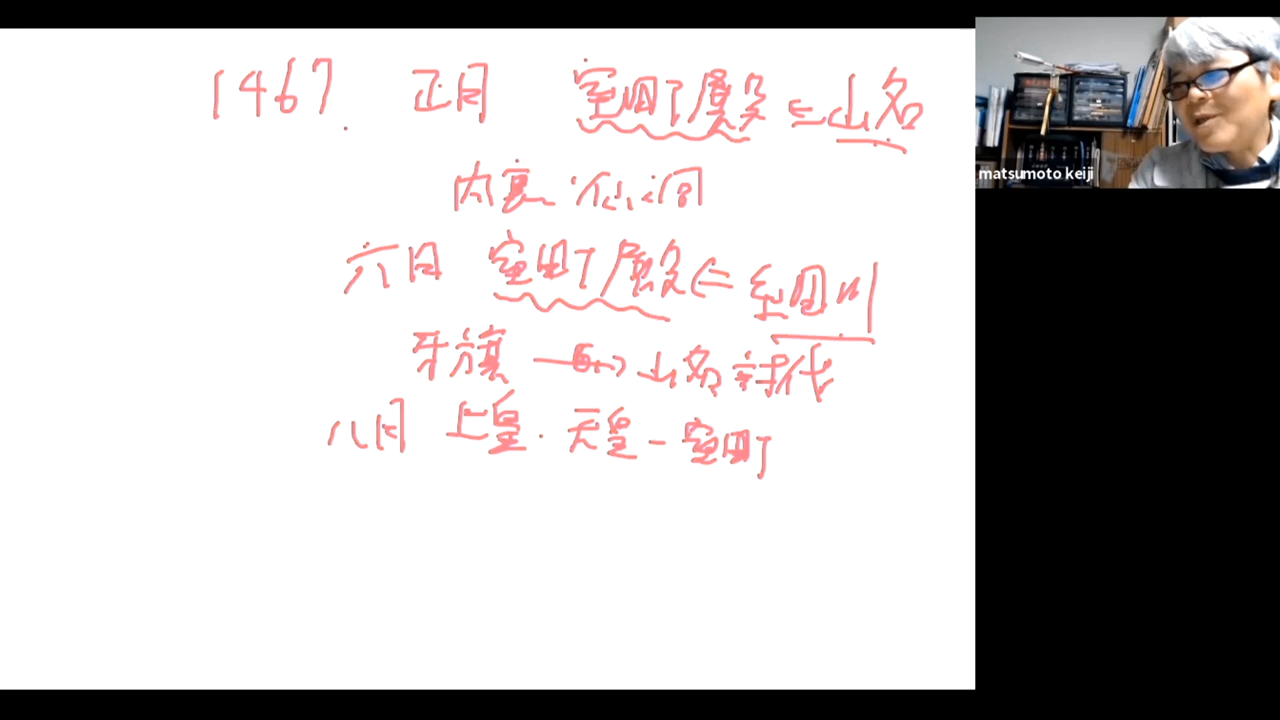 1467. 正月 室町殿 ← 山名
内裏・仙洞
六月 室町殿 ← 細川
牙旗 → 山名討伐
八月 上皇・天皇 － 室町
matsumoto keiji